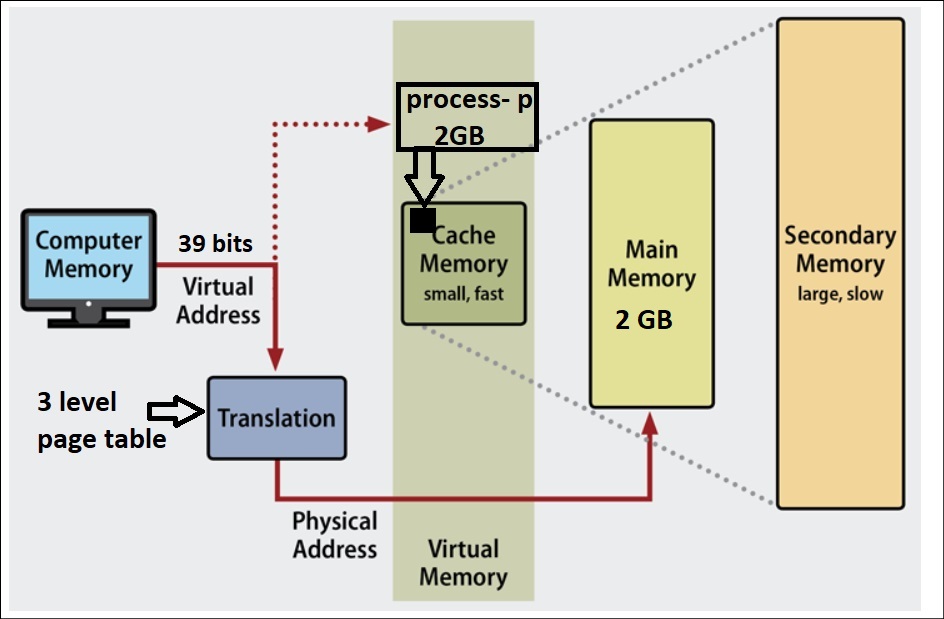 process- p
2GB
Computer
Memory
39 bits
Virtual
Address
Cache
Memory
small, fast
Main
Memory
2 GB
Secondary
Memory
large, slow
3 level
page table
Translation
Physical
Address
Virtual
Memory